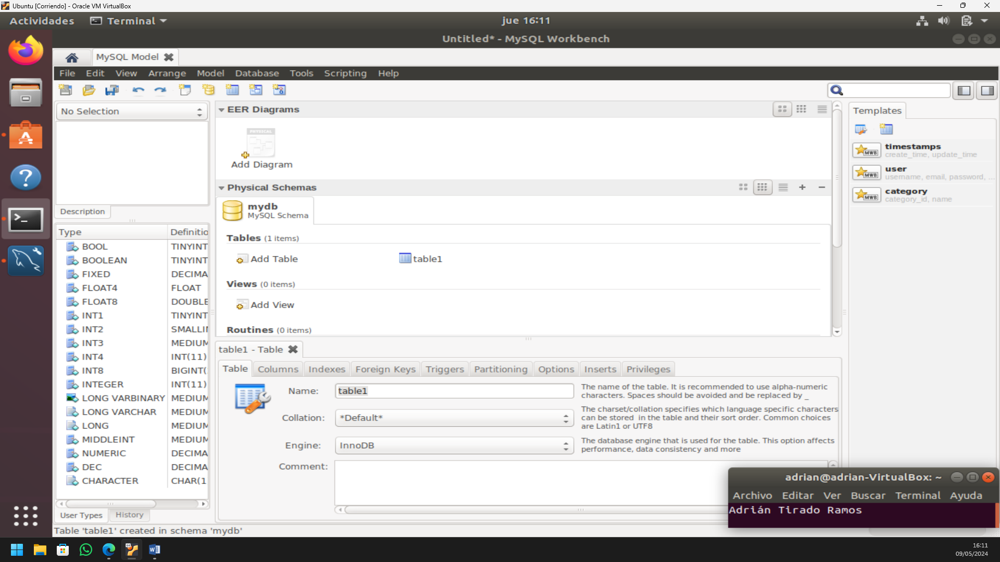 Ubuntu [Corriendo] - Oracle VM VirtualBox
Actividades
Terminal
jue 16:11
Untitled* - MySQL Workbench
MySQL Model
File Edit View Arrange Model Database Tools Scripting Help
No Selection
Description
Type Definitio
BOOL TINYINT
BOOLEAN TINYINT
FIXED DECIMA
FLOAT4 FLOAT
FLOAT8 DOUBLE
INT1 TINYINT
INT2 SMALLIN
INT3 MEDIUM
INT4 INT(11)
INT8 BIGINT(
INTEGER INT(11)
LONG VARBINARY MEDIUM
LONG VARCHAR MEDIUM
LONG MEDIUM
MIDDLEINT MEDIUM
NUMERIC DECIMA
DEC DECIMA
CHARACTER CHAR(1
User Types
History
Table 'table1' created in schema 'mydb'
EER Diagrams
PHYSICAL
Add Diagram
Physical Schemas
mydb
MySQL Schema
Tables (1 items)
Add Table
table1
Views (0 items)
Add View
Routines (0 items)
table1 - Table
Table Columns Indexes Foreign Keys Triggers Partitioning Options Inserts Privileges
Name:
table1
The name of the table. It is recommended to use alpha-numeric
characters. Spaces should be avoided and be replaced by _
Collation:
*Default*
The charset/collation specifies which language specific characters
can be stored in the table and their sort order. Common choices
are Latin1 or UTF8
Engine:
InnoDB
The database engine that is used for the table. This option affects
performance, data consistency and more
Comment:
Templates
MWB
timestamps
create_time, update_time
MWB
user
username, email, password, ...
MWB
category
category_id, name
adrian@adrian-VirtualBox: ~
Archivo Editar Ver Buscar Terminal Ayuda
Adrián Tirado Ramos
16:11
09/05/2024